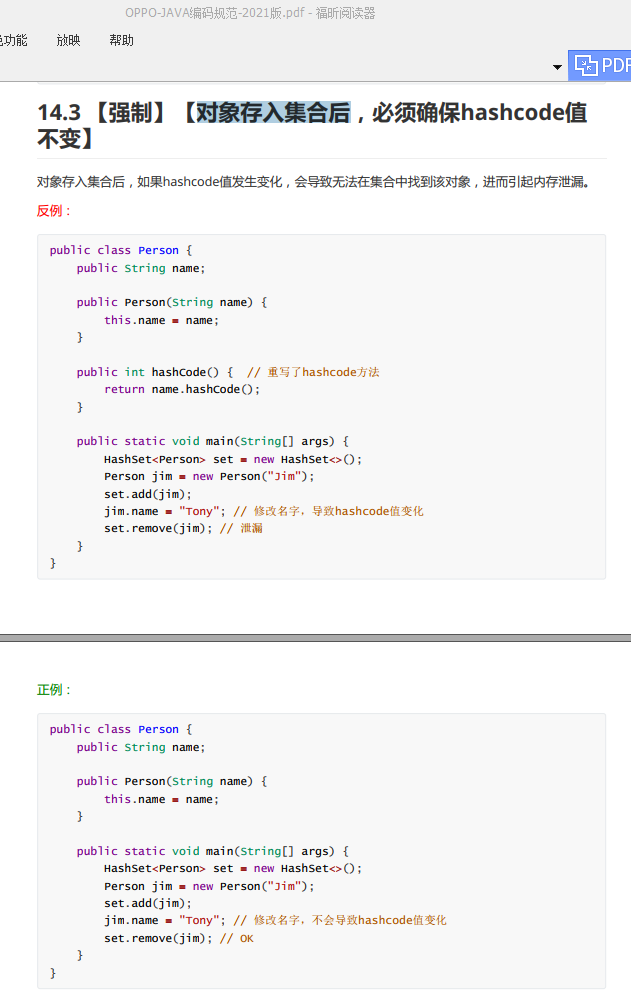 OPPO-JAVA编码规范-2021版.pdf - 福昕阅读器
功能 放映 帮助
PDF
14.3 【强制】【对象存入集合后，必须确保hashcode值
不变】
对象存入集合后，如果hashcode值发生变化，会导致无法在集合中找到该对象，进而引起内存泄漏。
反例：
public class Person {
    public String name;
    public Person(String name) {
        this.name = name;
    }
    public int hashCode() {  // 重写了hashcode方法
        return name.hashCode();
    }
    public static void main(String[] args) {
        HashSet<Person> set = new HashSet<>();
        Person jim = new Person("Jim");
        set.add(jim);
        jim.name = "Tony"; // 修改名字，导致hashcode值变化
        set.remove(jim); // 泄漏
    }
}
正例：
public class Person {
    public String name;
    public Person(String name) {
        this.name = name;
    }
    public static void main(String[] args) {
        HashSet<Person> set = new HashSet<>();
        Person jim = new Person("Jim");
        set.add(jim);
        jim.name = "Tony"; // 修改名字，不会导致hashcode值变化
        set.remove(jim); // OK
    }
}